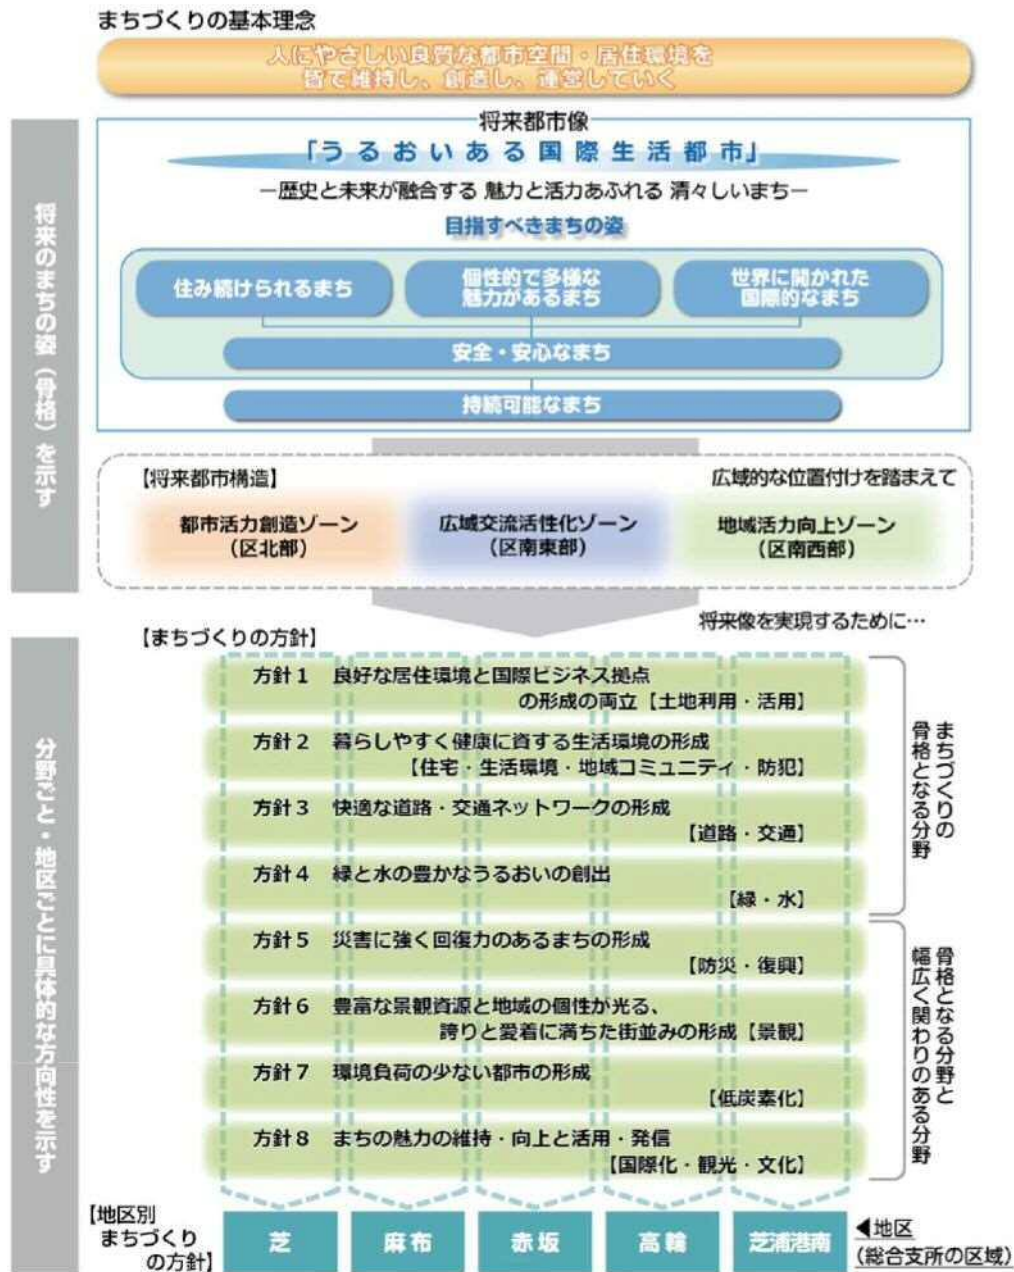 まちづくりの基本理念
人にやさしい良質な都市空間・居住環境を
皆で維持し、創造し、運営していく
将来のまちの姿（骨格）を示す
将来都市像
「うるおいある国際生活都市」
－歴史と未来が融合する 魅力と活力あふれる 清々しいまち－
目指すべきまちの姿
住み続けられるまち
個性的で多様な
魅力があるまち
世界に開かれた
国際的なまち
安全・安心なまち
持続可能なまち
【将来都市構造】
広域的な位置付けを踏まえて
都市活力創造ゾーン
（区北部）
広域交流活性化ゾーン
（区南東部）
地域活力向上ゾーン
（区南西部）
将来像を実現するために…
分野ごと・地区ごとに具体的な方向性を示す
【まちづくりの方針】
方針1 良好な居住環境と国際ビジネス拠点
の形成の両立【土地利用・活用】
方針2 暮らしやすく健康に資する生活環境の形成
【住宅・生活環境・地域コミュニティ・防犯】
方針3 快適な道路・交通ネットワークの形成
【道路・交通】
方針4 緑と水の豊かなうるおいの創出
【緑・水】
まちづくりの
骨格となる分野
方針5 災害に強く回復力のあるまちの形成
【防災・復興】
方針6 豊富な景観資源と地域の個性が光る、
誇りと愛着に満ちた街並みの形成【景観】
方針7 環境負荷の少ない都市の形成
【低炭素化】
方針8 まちの魅力の維持・向上と活用・発信
【国際化・観光・文化】
骨格となる分野と
幅広く関わりのある分野
【地区別
まちづくり
の方針】
芝
麻布
赤坂
高輪
芝浦港南
◀地区
（総合支所の区域）